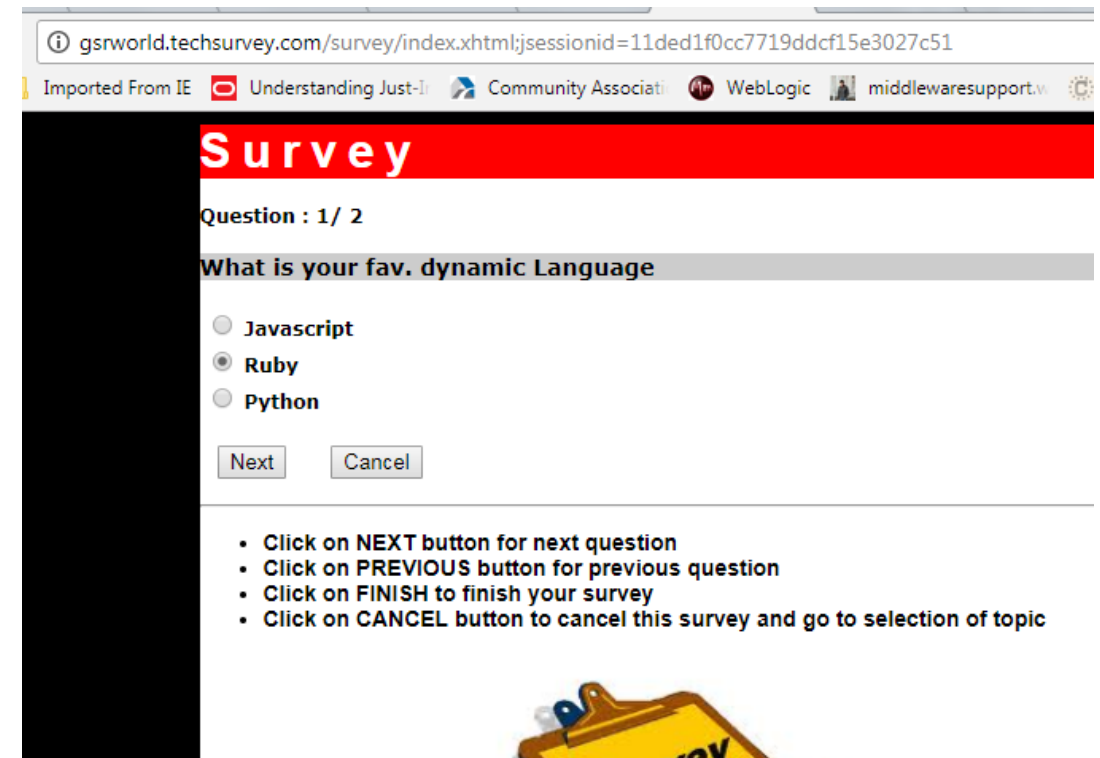 gsrworld.techsurvey.com/survey/index.xhtml;jsessionid=11ded1f0cc7719ddcf15e3027c51
Imported From IE Understanding Just-I Community Associati WebLogic middlewaresupport.w
Survey
Question : 1/ 2
What is your fav. dynamic Language
Javascript
Ruby
Python
Next Cancel
• Click on NEXT button for next question
• Click on PREVIOUS button for previous question
• Click on FINISH to finish your survey
• Click on CANCEL button to cancel this survey and go to selection of topic